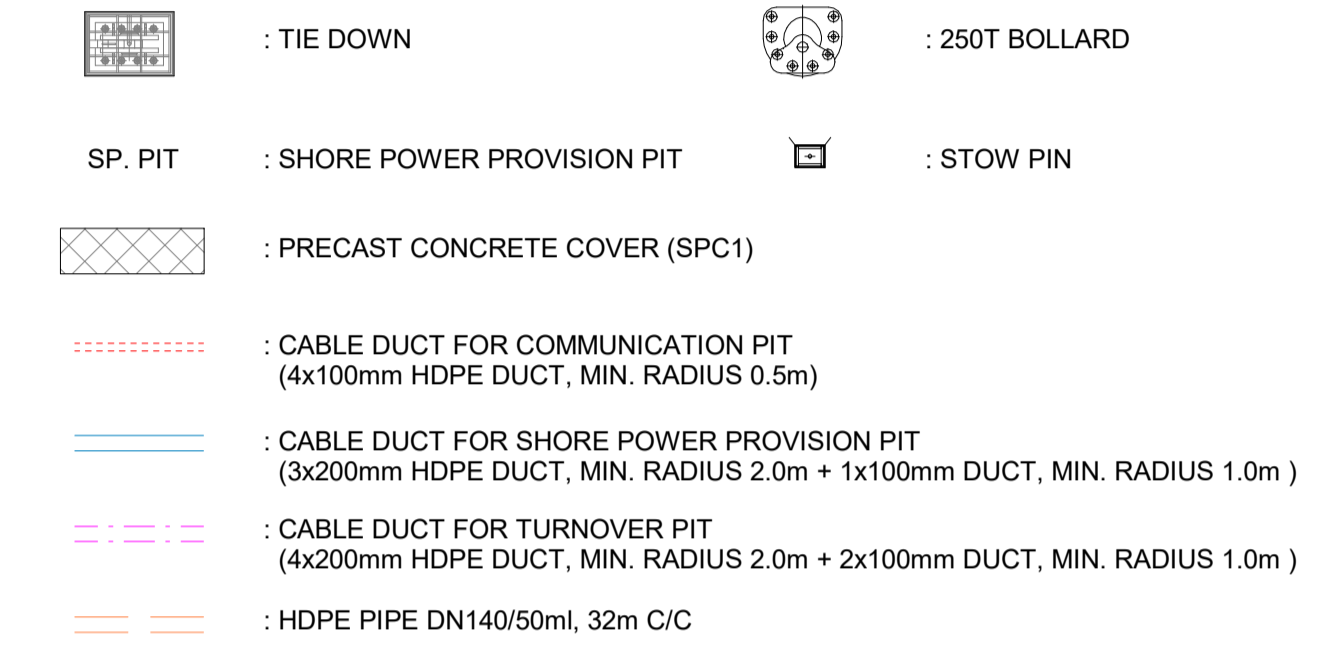 : TIE DOWN
: 250T BOLLARD
SP. PIT : SHORE POWER PROVISION PIT
: STOW PIN
: PRECAST CONCRETE COVER (SPC1)
: CABLE DUCT FOR COMMUNICATION PIT
(4x100mm HDPE DUCT, MIN. RADIUS 0.5m)
: CABLE DUCT FOR SHORE POWER PROVISION PIT
(3x200mm HDPE DUCT, MIN. RADIUS 2.0m + 1x100mm DUCT, MIN. RADIUS 1.0m )
: CABLE DUCT FOR TURNOVER PIT
(4x200mm HDPE DUCT, MIN. RADIUS 2.0m + 2x100mm DUCT, MIN. RADIUS 1.0m )
: HDPE PIPE DN140/50ml, 32m C/C